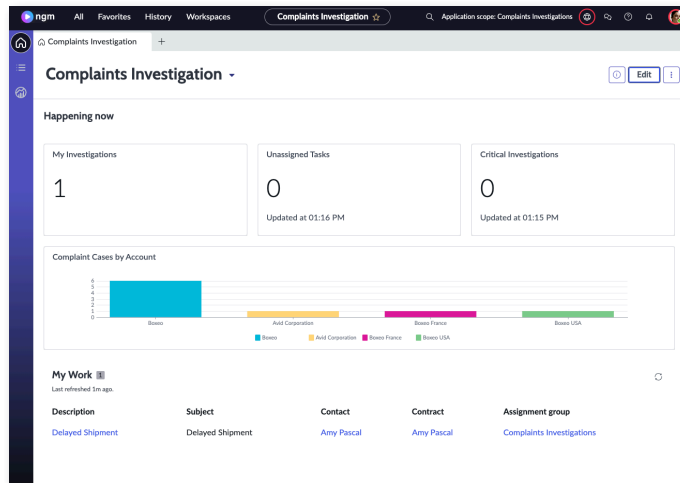 ngm All Favorites History Workspaces Complaints Investigation Application scope: Complaints Investigations
Complaints Investigation
Complaints Investigation Edit
Happening now
My Investigations Unassigned Tasks Critical Investigations
1 0 0
Updated at 01:16 PM Updated at 01:15 PM
Complaint Cases by Account
6
5
4
3
2
1
0
Boxeo Avid Corporation Boxeo France Boxeo USA
Boxeo Avid Corporation Boxeo France Boxeo USA
My Work 1
Last refreshed 1m ago.
Description Subject Contact Contract Assignment group
Delayed Shipment Delayed Shipment Amy Pascal Amy Pascal Complaints Investigations